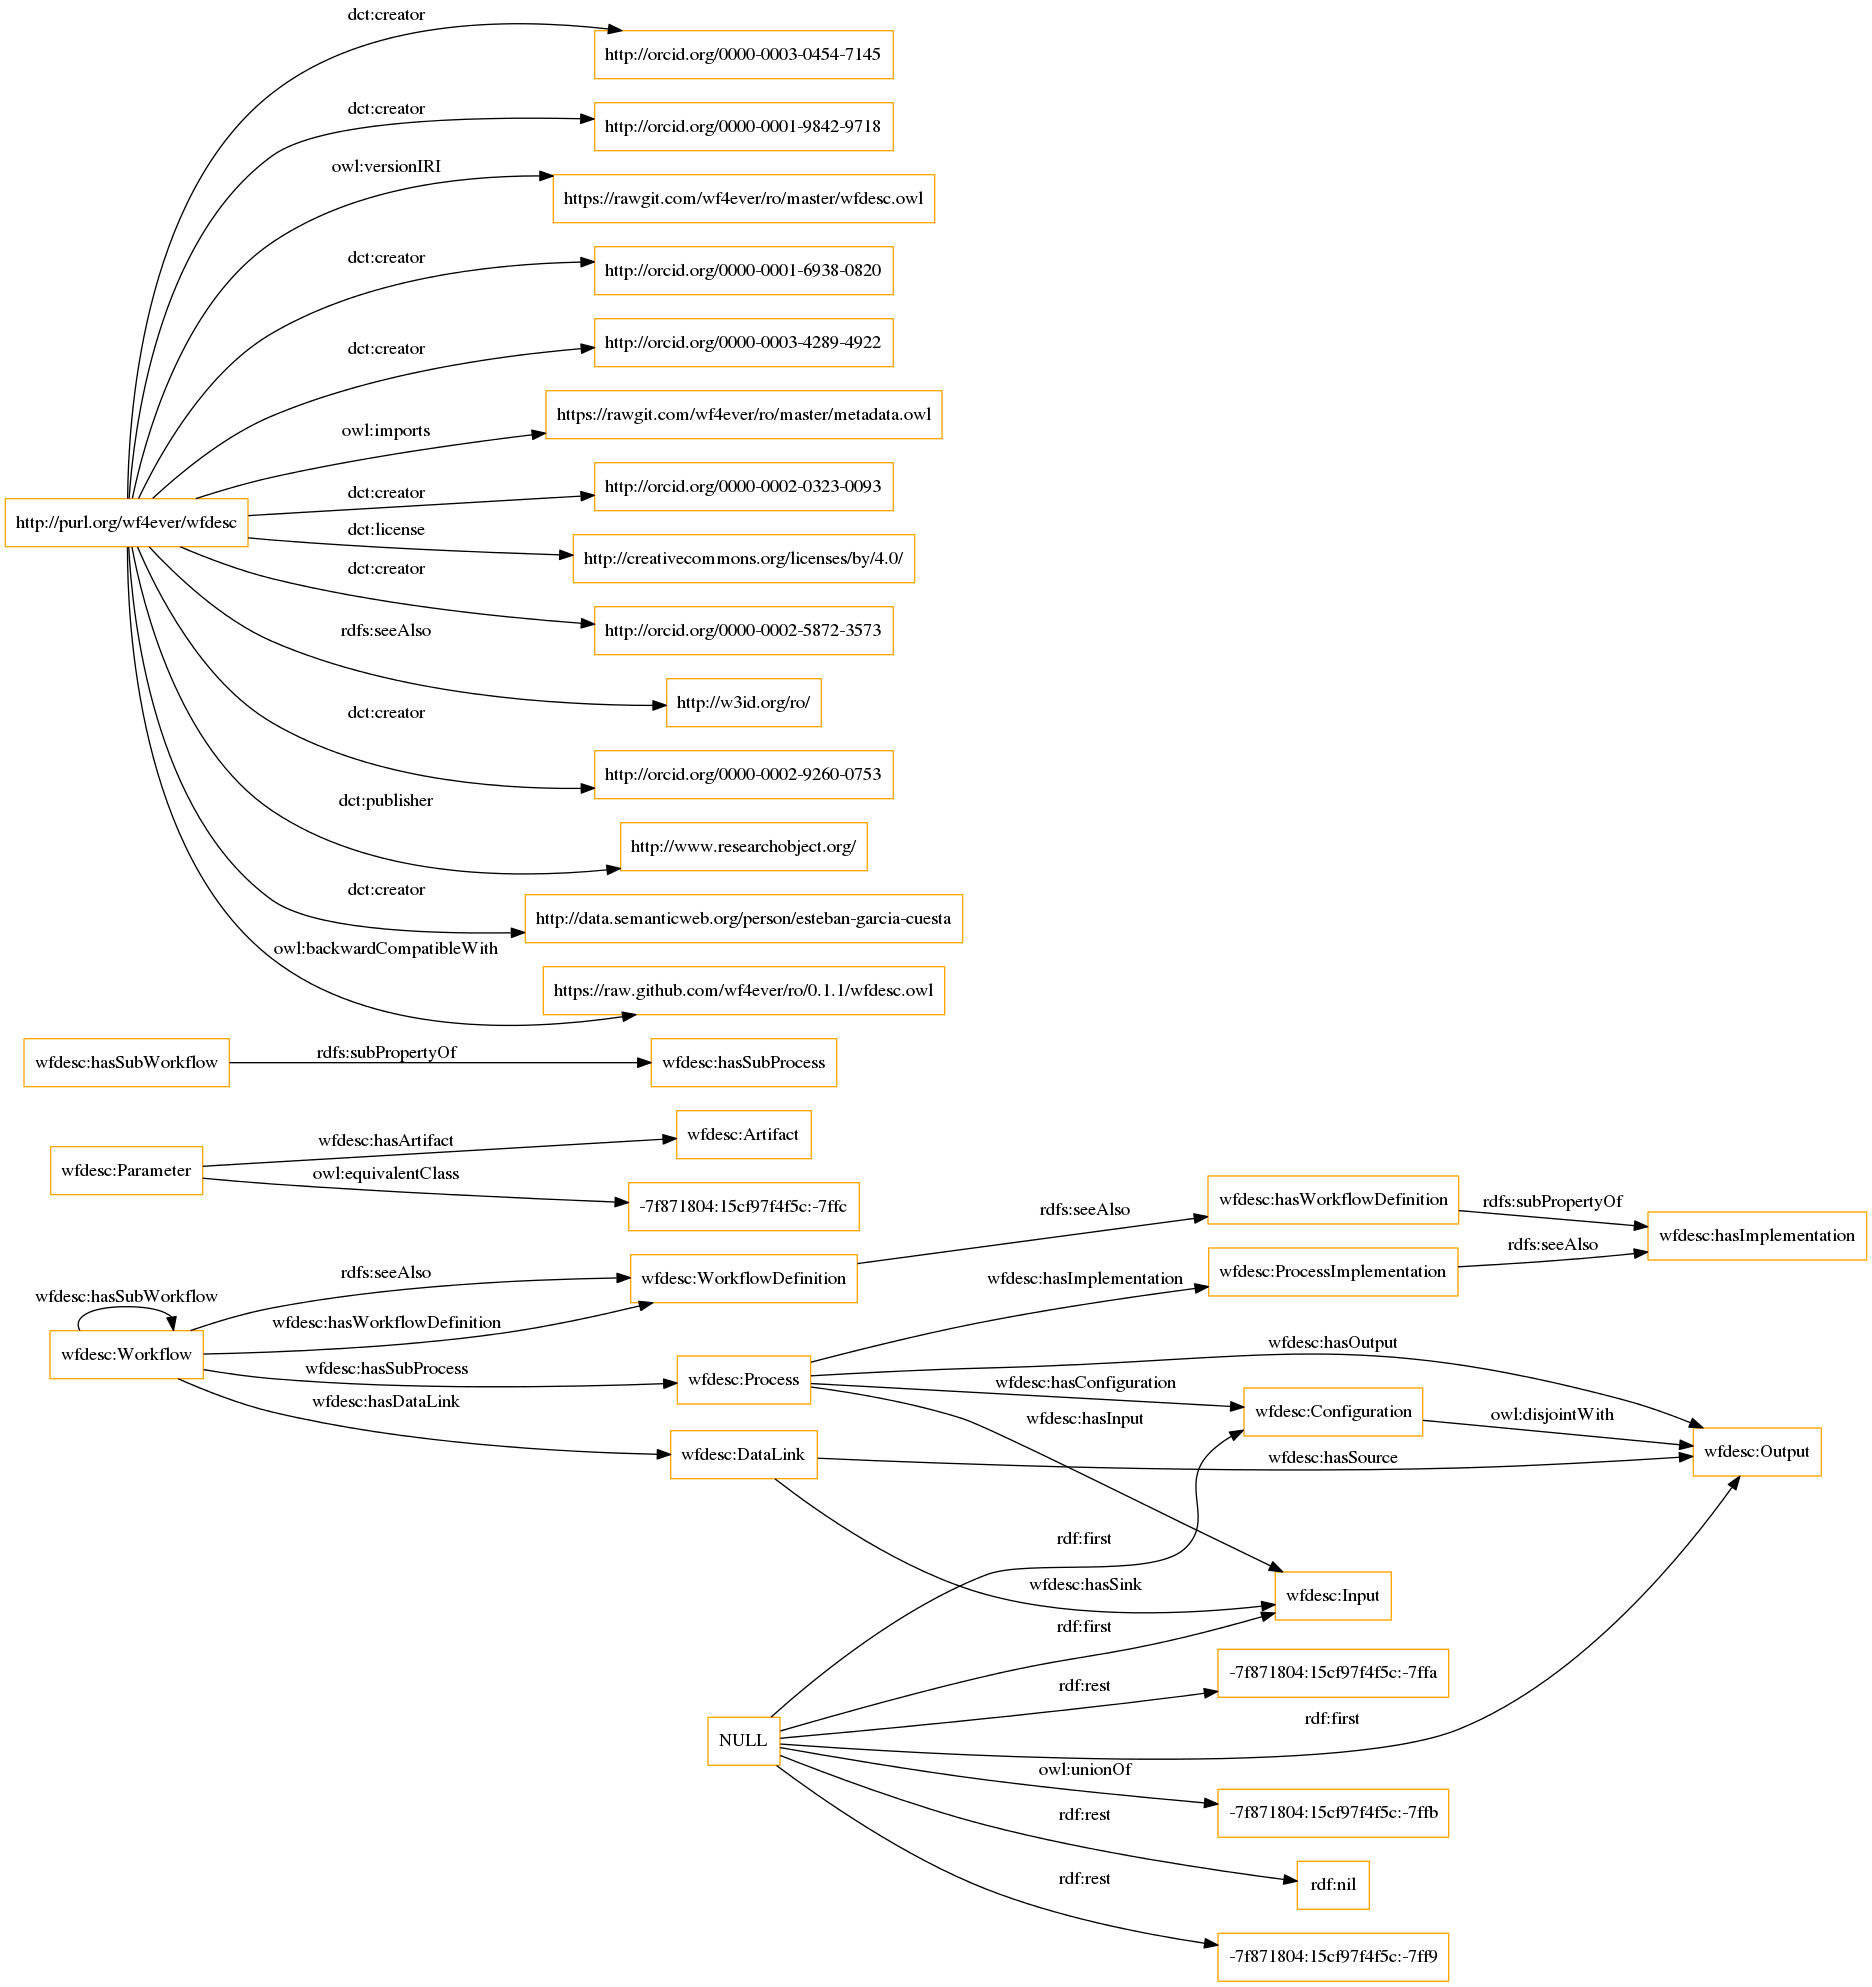 dct:creator
http://orcid.org/0000-0003-0454-7145
dct:creator
http://orcid.org/0000-0001-9842-9718
owl:versionIRI
https://rawgit.com/wf4ever/ro/master/wfdesc.owl
dct:creator
http://orcid.org/0000-0001-6938-0820
dct:creator
http://orcid.org/0000-0003-4289-4922
https://rawgit.com/wf4ever/ro/master/metadata.owl
owl:imports
dct:creator
http://orcid.org/0000-0002-0323-0093
http://purl.org/wf4ever/wfdesc
dct:license
http://creativecommons.org/licenses/by/4.0/
dct:creator
http://orcid.org/0000-0002-5872-3573
rdfs:seeAlso
http://w3id.org/ro/
dct:creator
http://orcid.org/0000-0002-9260-0753
dct:publisher
http://www.researchobject.org/
dct:creator
http://data.semanticweb.org/person/esteban-garcia-cuesta
owl:backwardCompatibleWith
https://raw.github.com/wf4ever/ro/0.1.1/wfdesc.owl
wfdesc:hasSubWorkflow
rdfs:subPropertyOf
wfdesc:hasSubProcess
wfdesc:Parameter
wfdesc:hasArtifact
wfdesc:Artifact
owl:equivalentClass
-7f871804:15cf97f4f5c:-7ffc
wfdesc:hasSubWorkflow
wfdesc:Workflow
rdfs:seeAlso
wfdesc:WorkflowDefinition
wfdesc:hasWorkflowDefinition
wfdesc:hasSubProcess
wfdesc:Process
wfdesc:hasDataLink
wfdesc:DataLink
rdfs:seeAlso
wfdesc:hasWorkflowDefinition
rdfs:subPropertyOf
wfdesc:hasImplementation
wfdesc:hasImplementation
wfdesc:ProcessImplementation
rdfs:seeAlso
wfdesc:hasOutput
wfdesc:hasConfiguration
wfdesc:Configuration
owl:disjointWith
wfdesc:Output
wfdesc:hasInput
wfdesc:hasSource
rdf:first
wfdesc:hasSink
wfdesc:Input
rdf:first
NULL
rdf:rest
-7f871804:15cf97f4f5c:-7ffa
rdf:first
owl:unionOf
-7f871804:15cf97f4f5c:-7ffb
rdf:rest
rdf:nil
rdf:rest
-7f871804:15cf97f4f5c:-7ff9